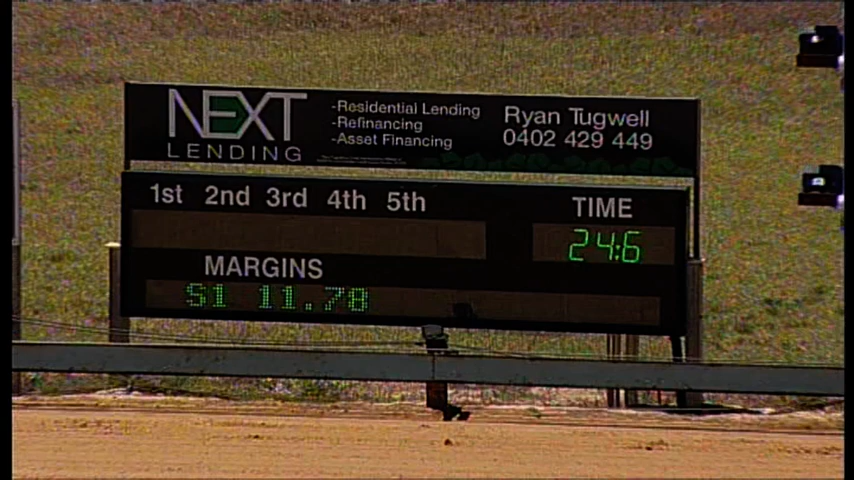 NEXT
LENDING
-Residential Lending
-Refinancing
-Asset Financing
Ryan Tugwell
0402 429 449
1st 2nd 3rd 4th 5th
TIME
24:6
MARGINS
S1 11.78